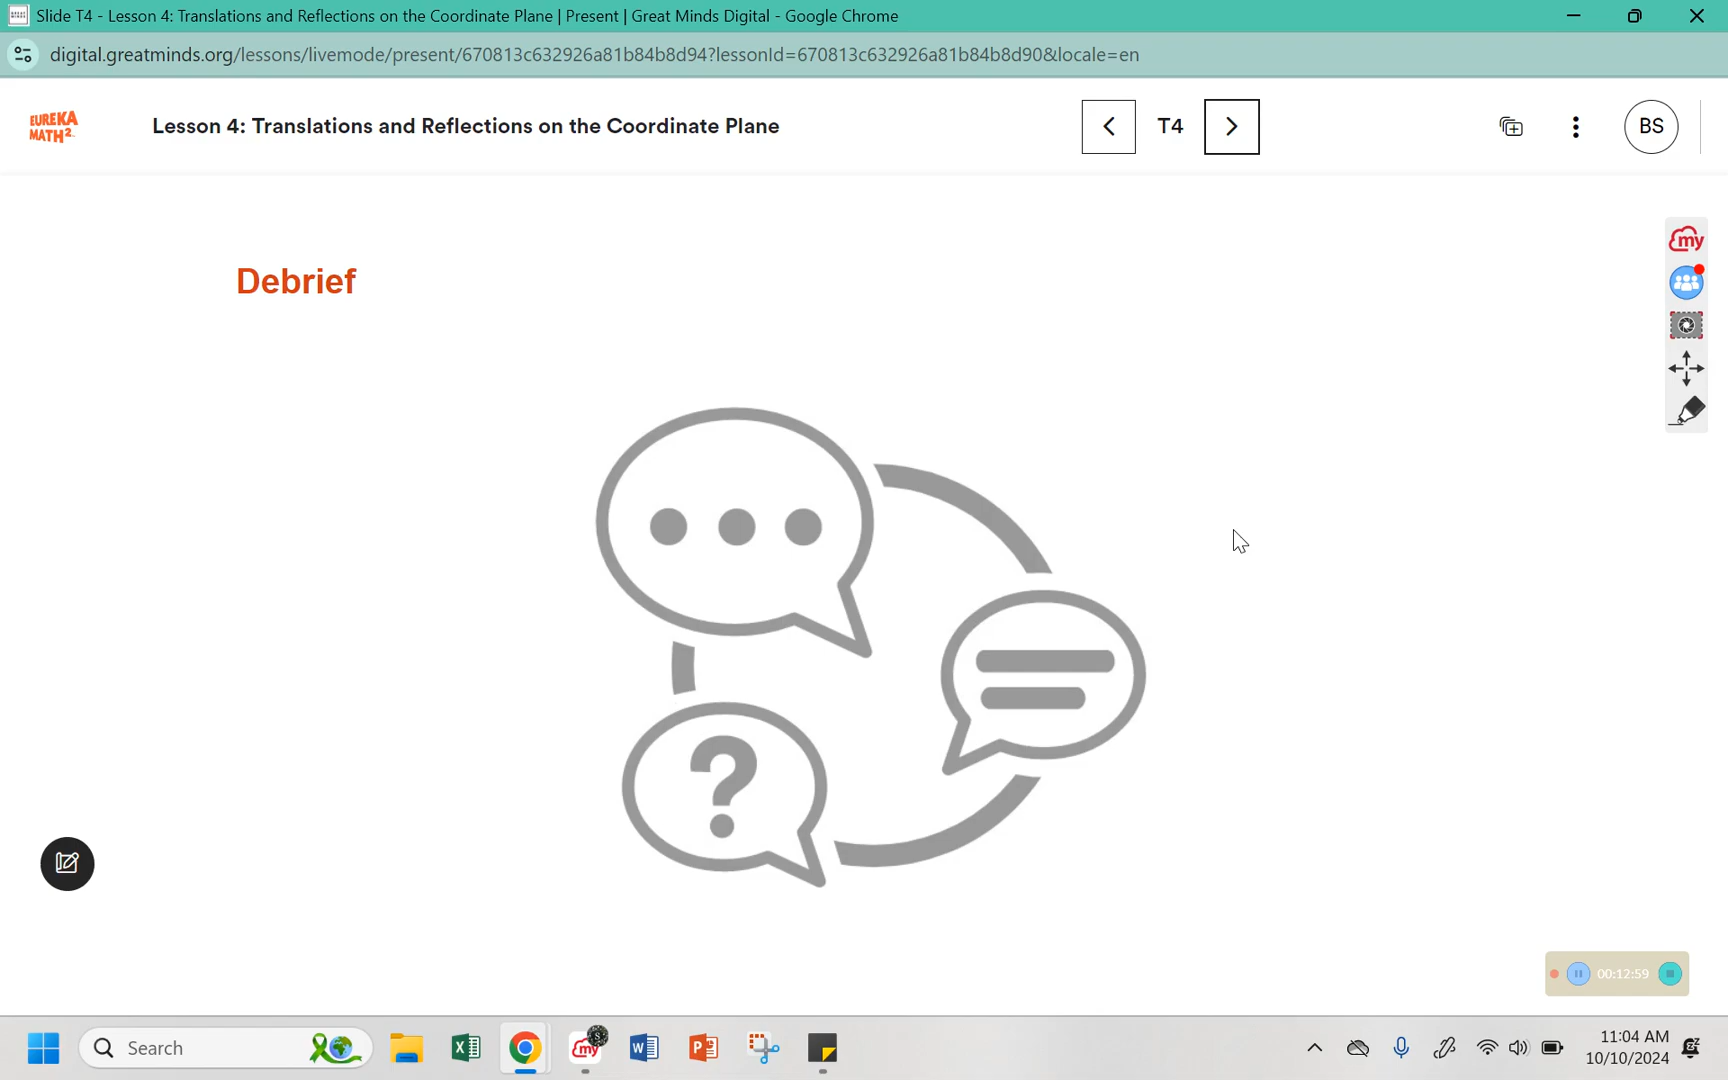 Slide T4 - Lesson 4: Translations and Reflections on the Coordinate Plane | Present | Great Minds Digital - Google Chrome
digital.greatminds.org/lessons/livemode/present/670813c632926a81b84b8d94?lessonId=670813c632926a81b84b8d90&locale=en
EUREKA
MATH²
Lesson 4: Translations and Reflections on the Coordinate Plane
T4
BS
my
Debrief
?
00:12:59
Search
my
S
11:04 AM
10/10/2024